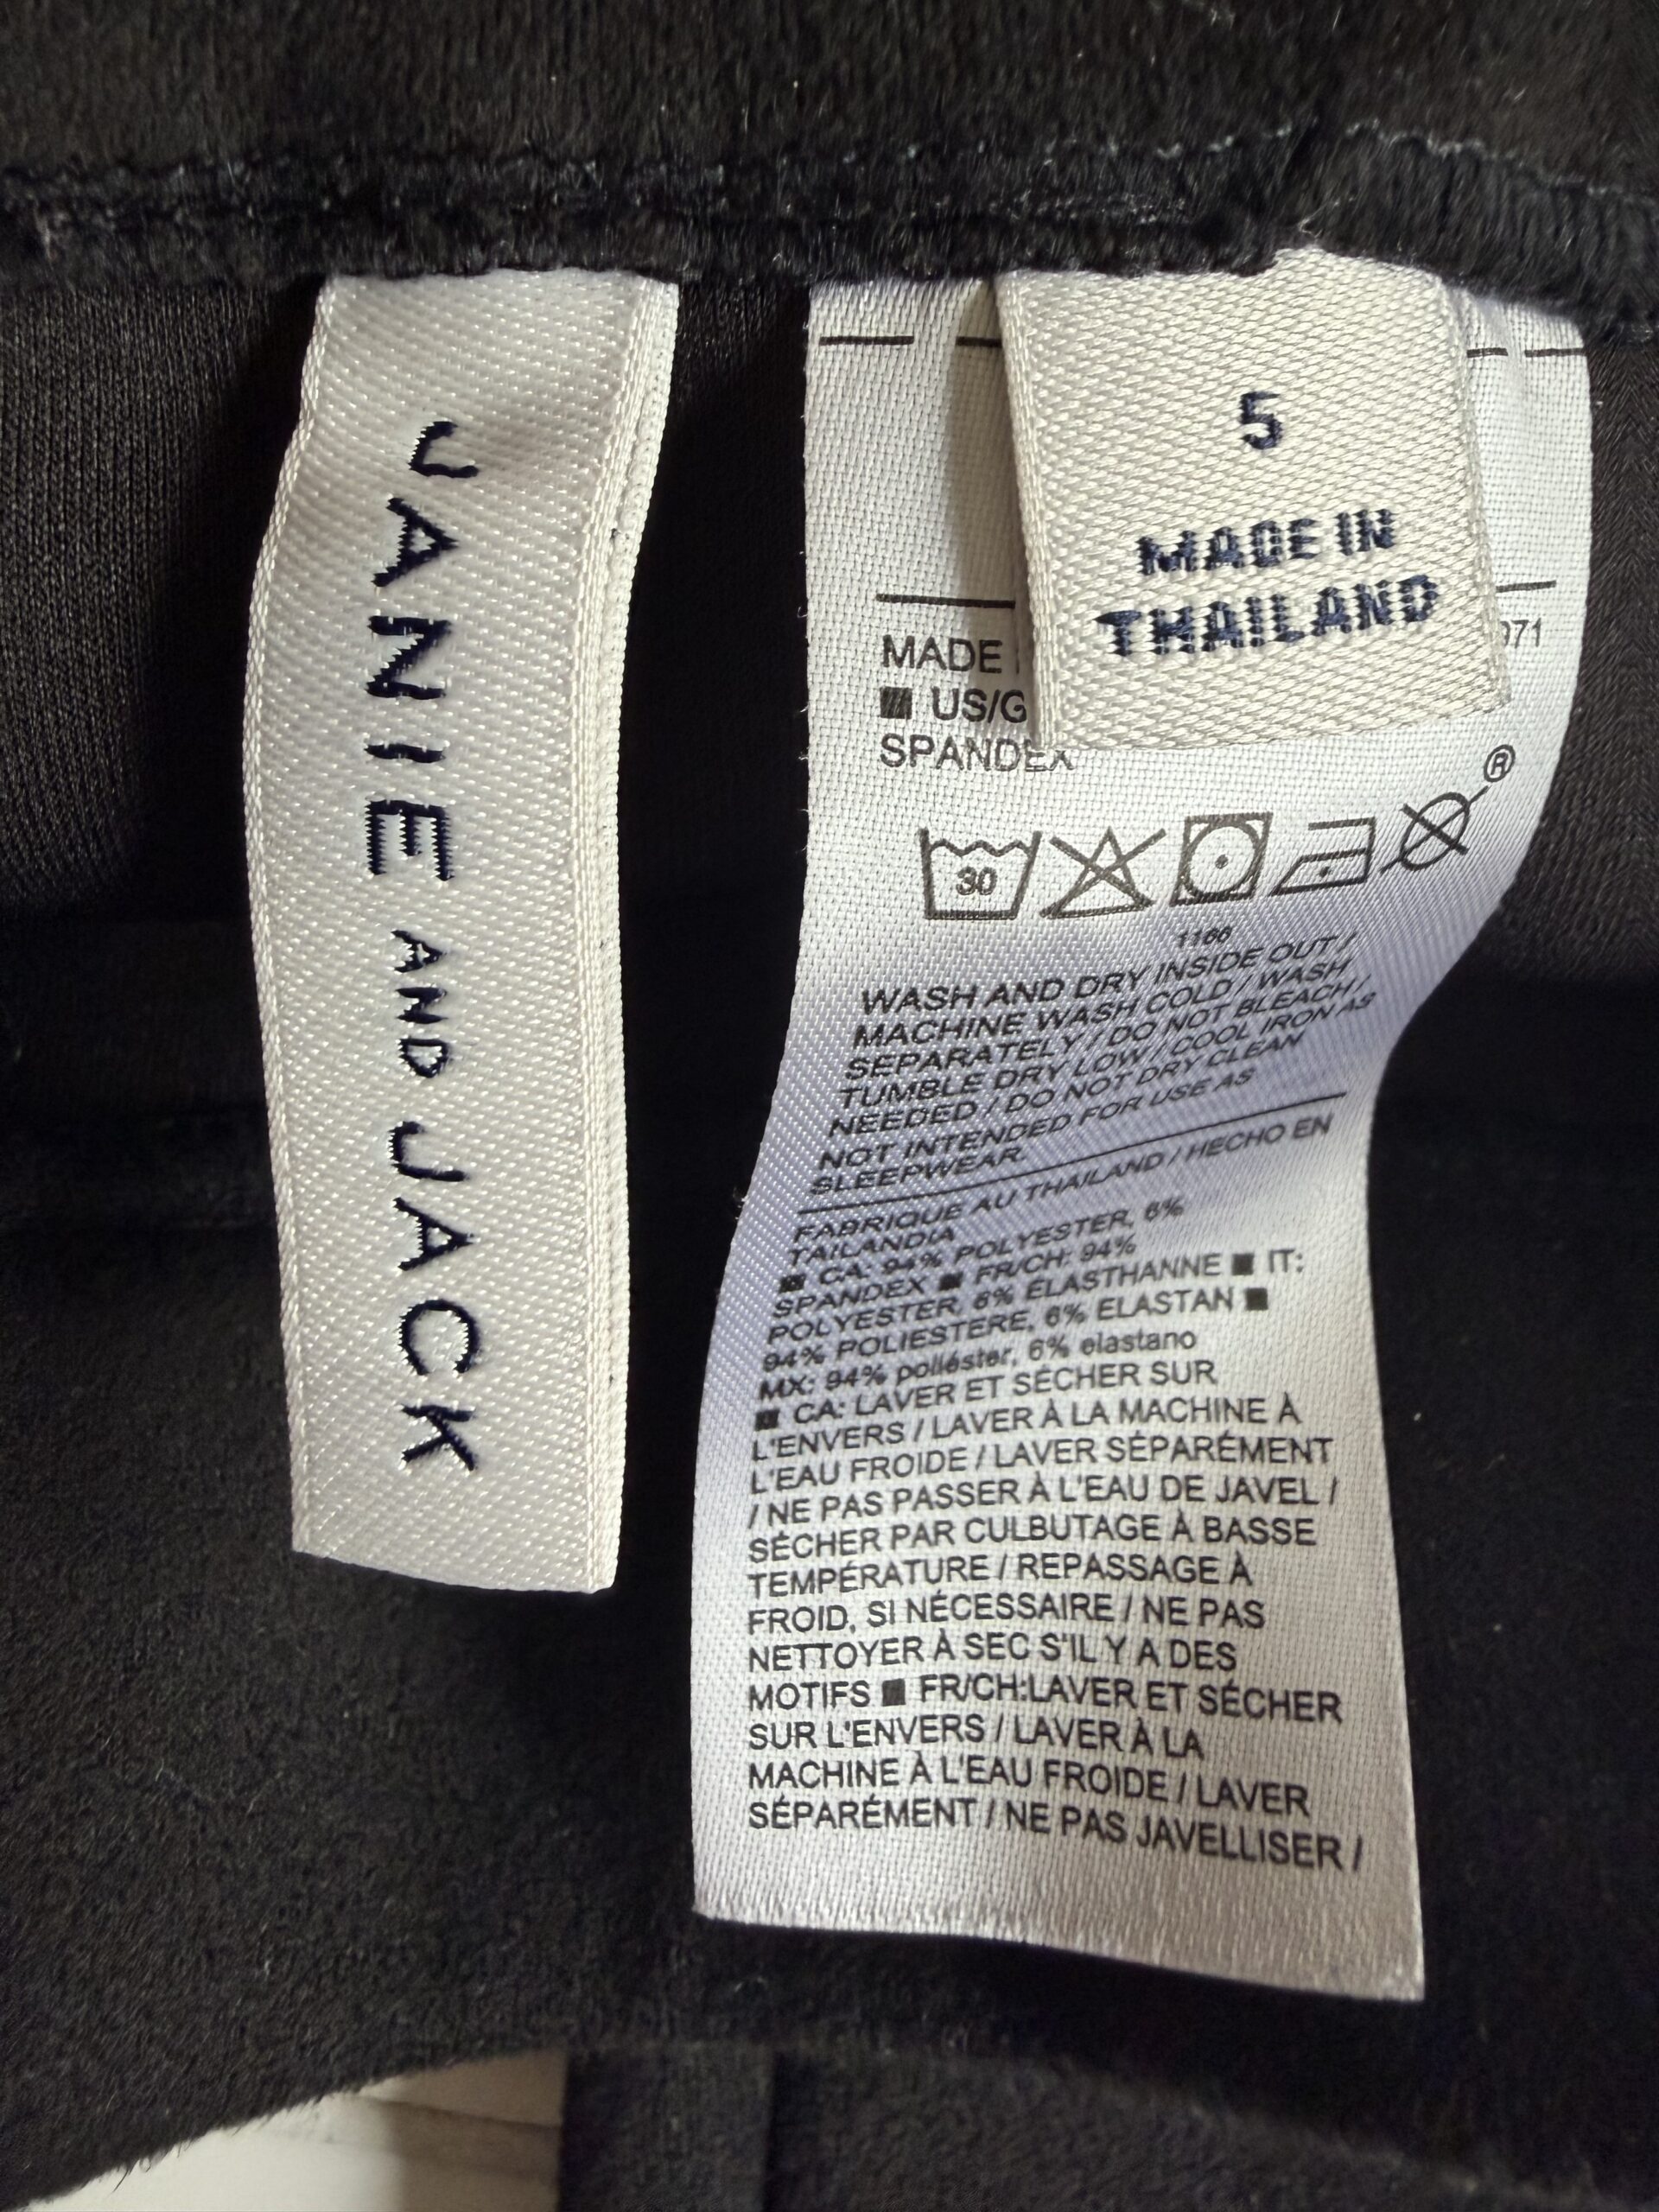 JANIE AND JACK
5
MADE IN
THAILAND
MADE
071
■ US/G
SPANDEX
®
30
1166
WASH AND DRY INSIDE OUT /
MACHINE WASH COLD / WASH
SEPARATELY / DO NOT BLEACH /
TUMBLE DRY LOW / COOL IRON AS
NEEDED / DO NOT DRY CLEAN
NOT INTENDED FOR USE AS
SLEEPWEAR.
FABRIQUE AU THAILAND / HECHO EN
TAILANDIA
■ CA: 94% POLYESTER, 6%
SPANDEX ■ FR/CH: 94%
POLYESTER, 6% ELASTHANNE ■ IT:
94% POLIESTERE, 6% ELASTAN ■
MX: 94% poliéster, 6% elastano
■ CA: LAVER ET SÉCHER SUR
L'ENVERS / LAVER À LA MACHINE À
L'EAU FROIDE / LAVER SÉPARÉMENT
/ NE PAS PASSER À L'EAU DE JAVEL /
SÉCHER PAR CULBUTAGE À BASSE
TEMPÉRATURE / REPASSAGE À
FROID, SI NÉCESSAIRE / NE PAS
NETTOYER À SEC S'IL Y A DES
MOTIFS ■ FR/CH:LAVER ET SÉCHER
SUR L'ENVERS / LAVER À LA
MACHINE À L'EAU FROIDE / LAVER
SÉPARÉMENT / NE PAS JAVELLISER /